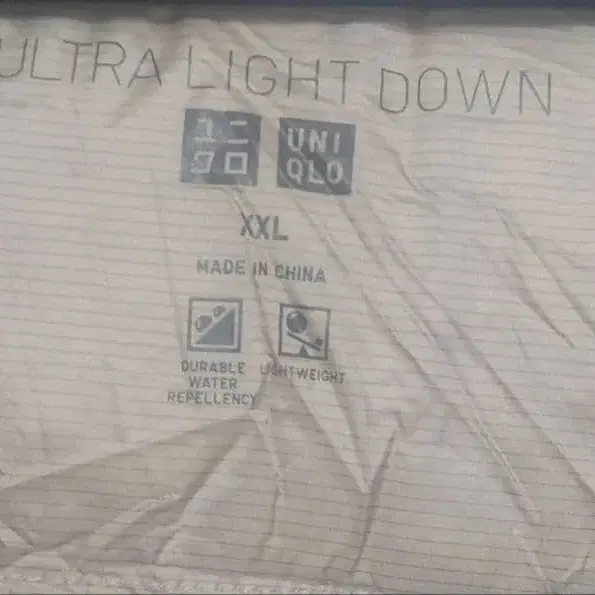 ULTRA LIGHT DOWN
ユニ
クロ
UNI
QLO
XXL
MADE IN CHINA
DURABLE
WATER
REPELLENCY
LIGHTWEIGHT